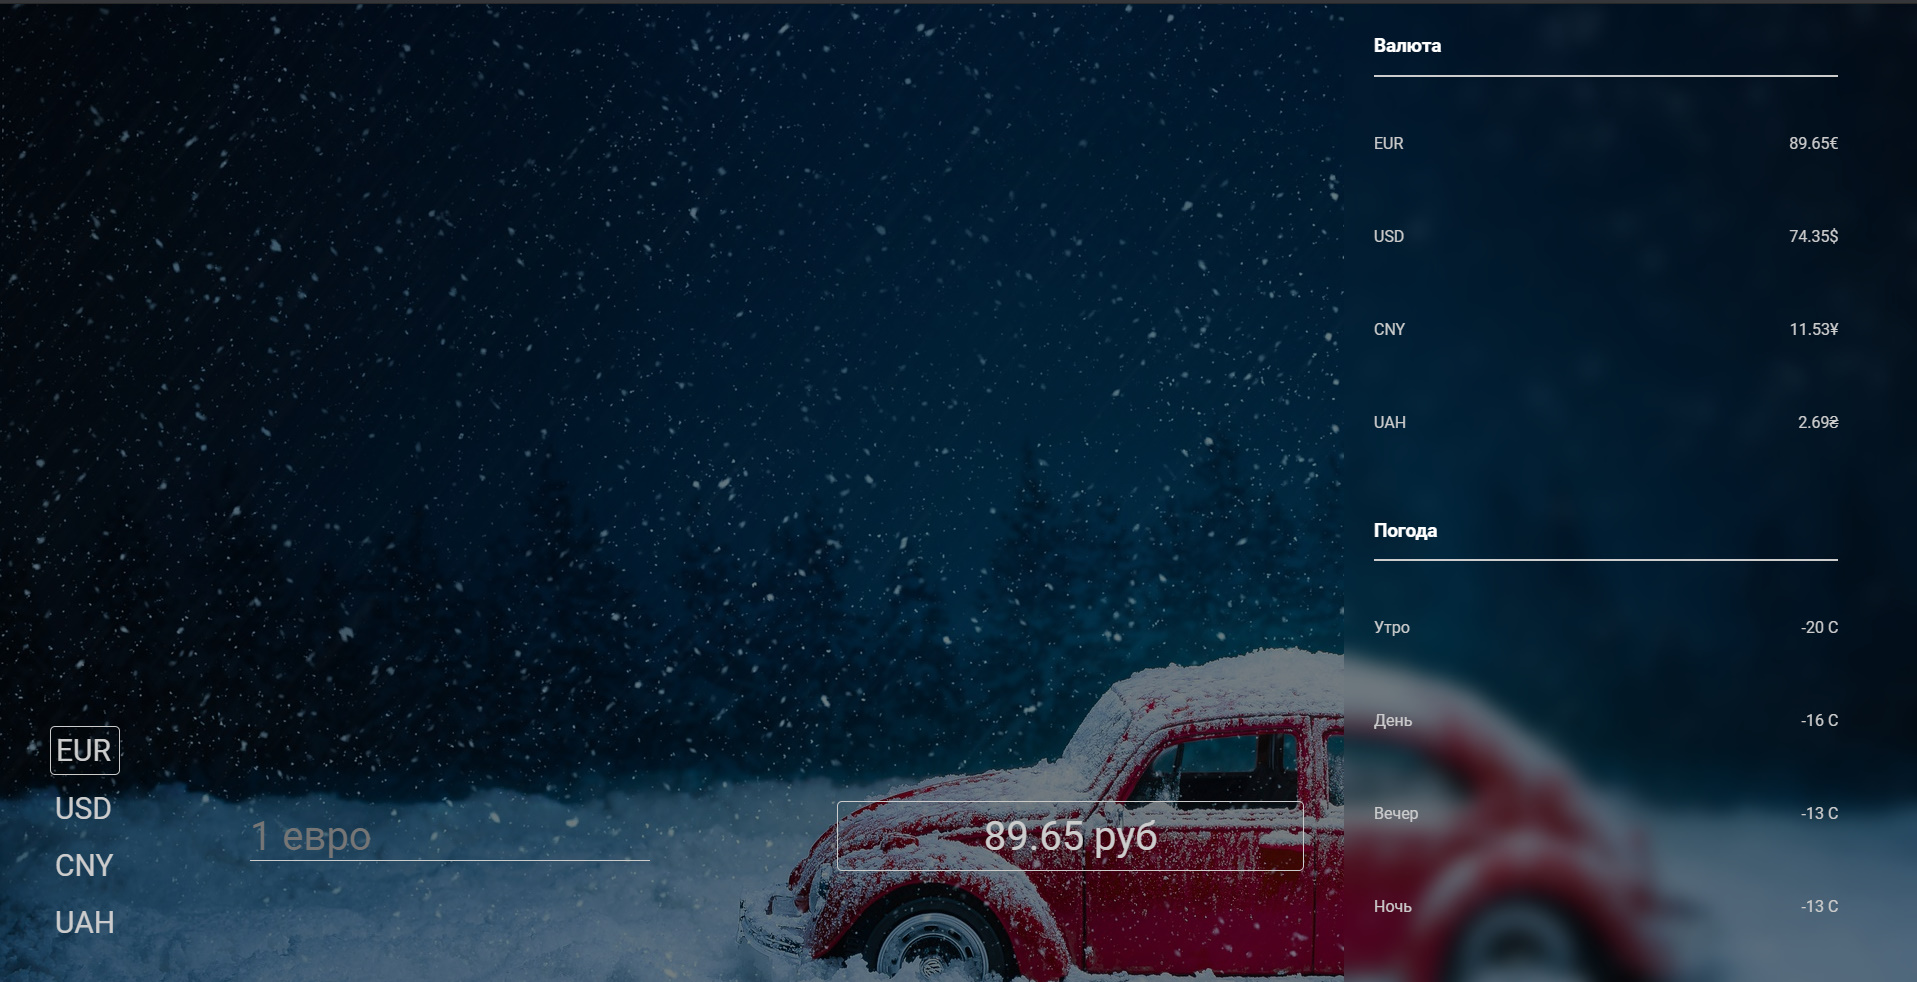 Валюта
EUR 89.65€
USD 74.35$
CNY 11.53¥
UAH 2.69₴
Погода
Утро -20 C
День -16 C
Вечер -13 C
Ночь -13 C
EUR
USD
CNY
UAH
1 евро
89.65 руб